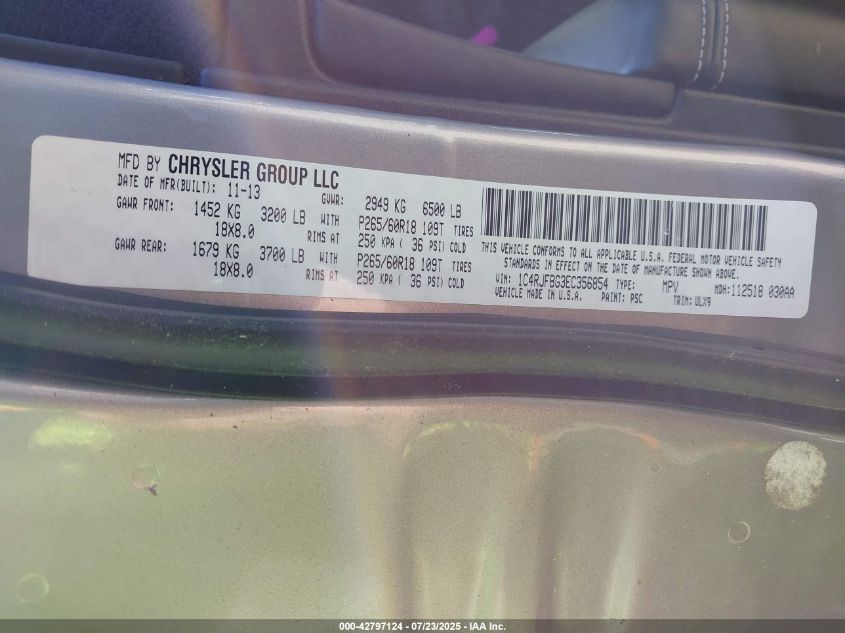 MFD BY CHRYSLER GROUP LLC
DATE OF MFR(BUILT): 11-13 GVWR: 2949 KG 6500 LB
GAWR FRONT: 1452 KG 3200 LB WITH P265/60R18 109T TIRES
18X8.0 RIMS AT 250 KPA ( 36 PSI) COLD
GAWR REAR: 1679 KG 3700 LB WITH P265/60R18 109T TIRES
18X8.0 RIMS AT 250 KPA ( 36 PSI) COLD
THIS VEHICLE CONFORMS TO ALL APPLICABLE U.S.A. FEDERAL MOTOR VEHICLE SAFETY
STANDARDS IN EFFECT ON THE DATE OF MANUFACTURE SHOWN ABOVE.
VIN: 1C4RJFBG3EC356854 TYPE: MPV MDH:112518 030AA
VEHICLE MADE IN U.S.A. PAINT: PSC TRIM: ULX9
000-42797124 - 07/23/2025 - IAA Inc.